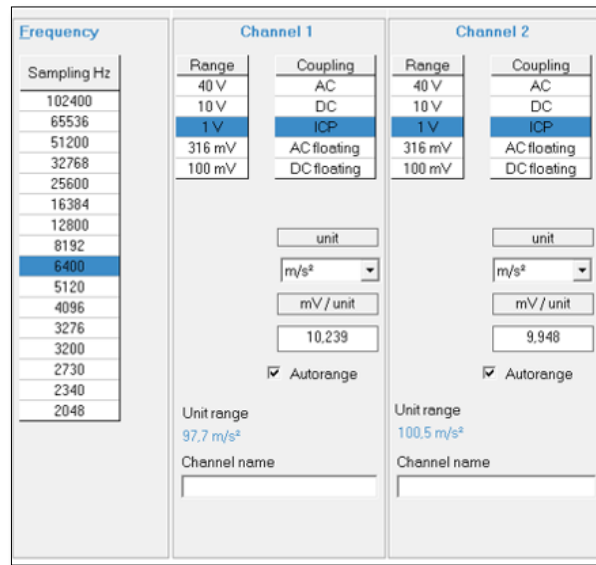 Frequency
Sampling Hz
102400
65536
51200
32768
25600
16384
12800
8192
6400
5120
4096
3276
3200
2730
2340
2048
Channel 1
Range Coupling
40 V AC
10 V DC
1 V ICP
316 mV AC floating
100 mV DC floating
unit
m/s²
mV / unit
10,239
Autorange
Unit range
97,7 m/s²
Channel name
Channel 2
Range Coupling
40 V AC
10 V DC
1 V ICP
316 mV AC floating
100 mV DC floating
unit
m/s²
mV / unit
9,948
Autorange
Unit range
100,5 m/s²
Channel name